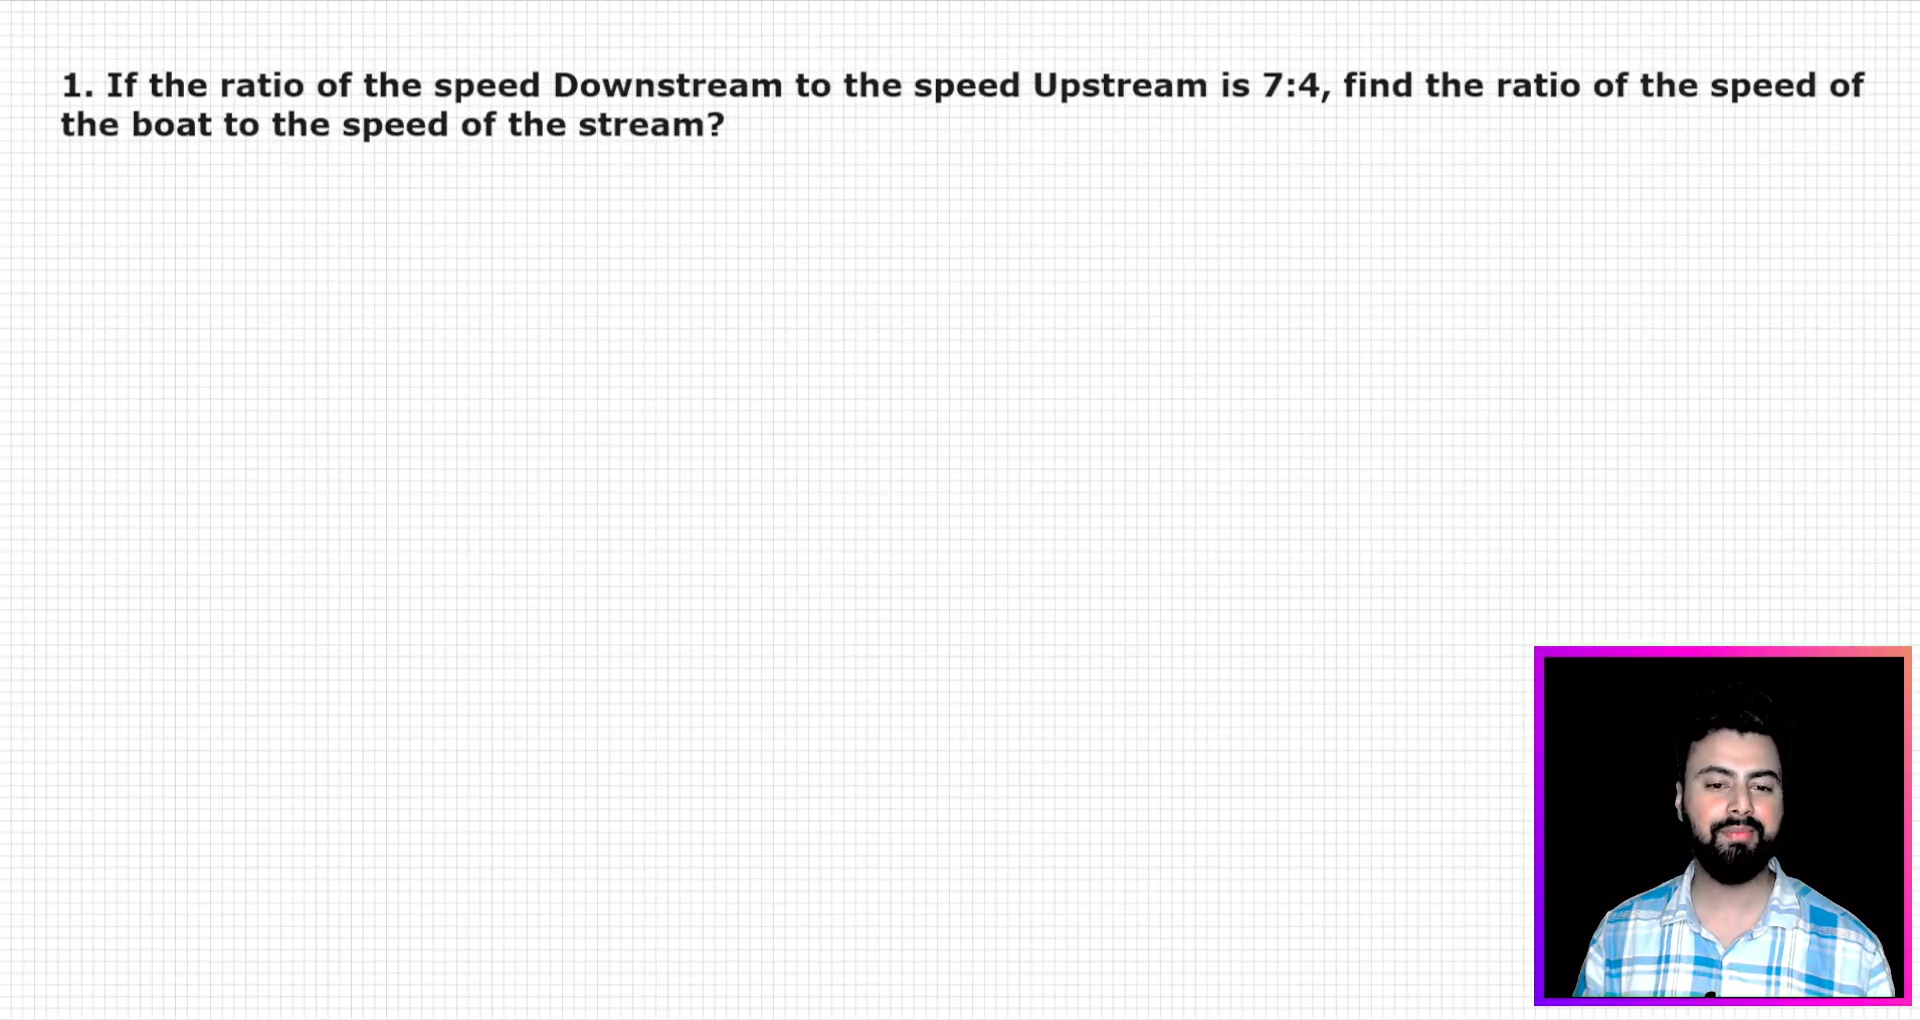 1. If the ratio of the speed Downstream to the speed Upstream is 7:4, find the ratio of the speed of
the boat to the speed of the stream?